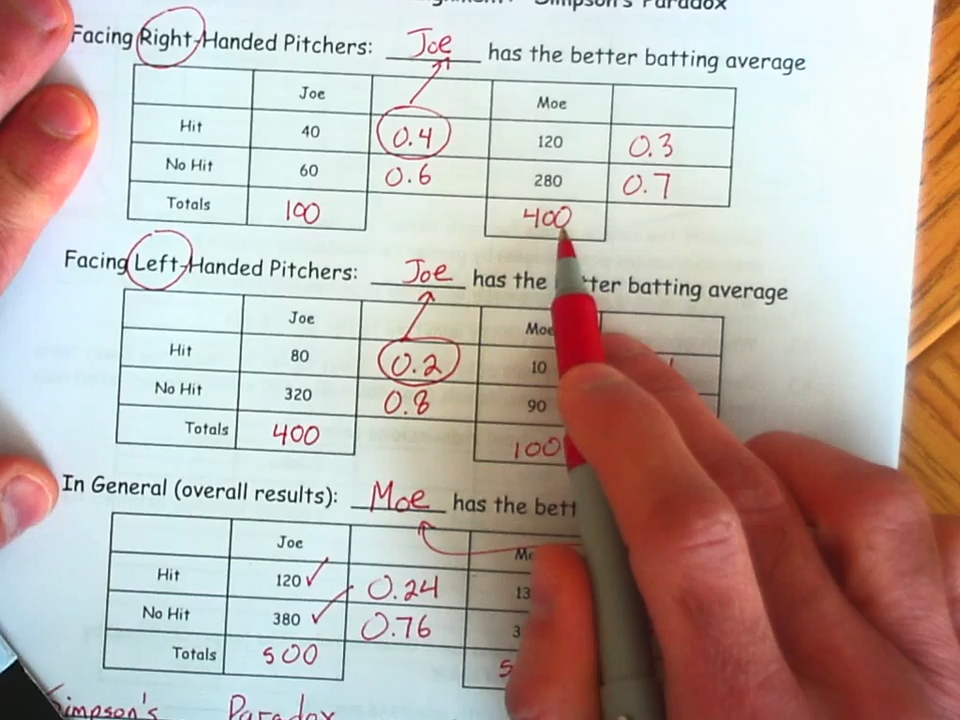 Simpson's Paradox
Facing Right-Handed Pitchers: Joe has the better batting average
Joe Moe
Hit 40 0.4 120 0.3
No Hit 60 0.6 280 0.7
Totals 100 400
Facing Left-Handed Pitchers: Joe has the batting average
Joe Moe
Hit 80 0.2 10
No Hit 320 0.8 90
Totals 400 100
In General (overall results): Moe has the
Joe
Hit 120 0.24
No Hit 380 0.76
Totals 500
Simpson's Paradox